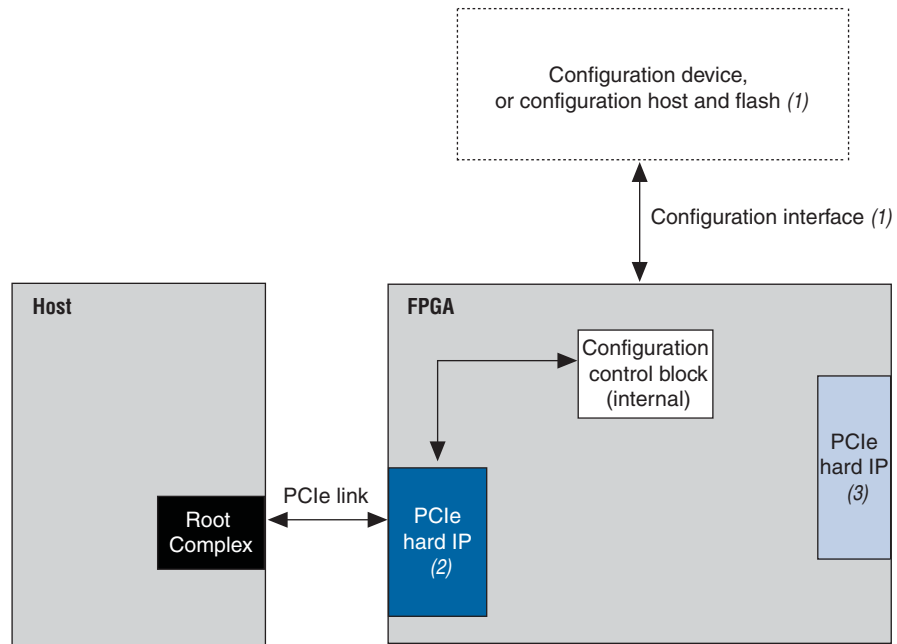 Configuration device,
or configuration host and flash (1)
Configuration interface (1)
Host
FPGA
Configuration
control block
(internal)
PCIe
hard IP
(3)
PCIe link
Root
Complex
PCIe
hard IP
(2)